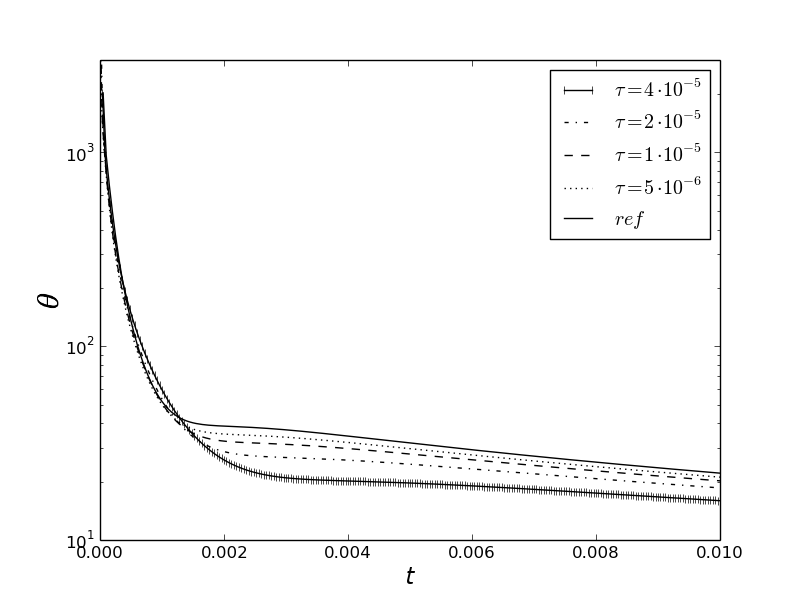 τ = 4 · 10⁻⁵
τ = 2 · 10⁻⁵
τ = 1 · 10⁻⁵
τ = 5 · 10⁻⁶
ref
10³
10²
10¹
θ
0.000 0.002 0.004 0.006 0.008 0.010
t